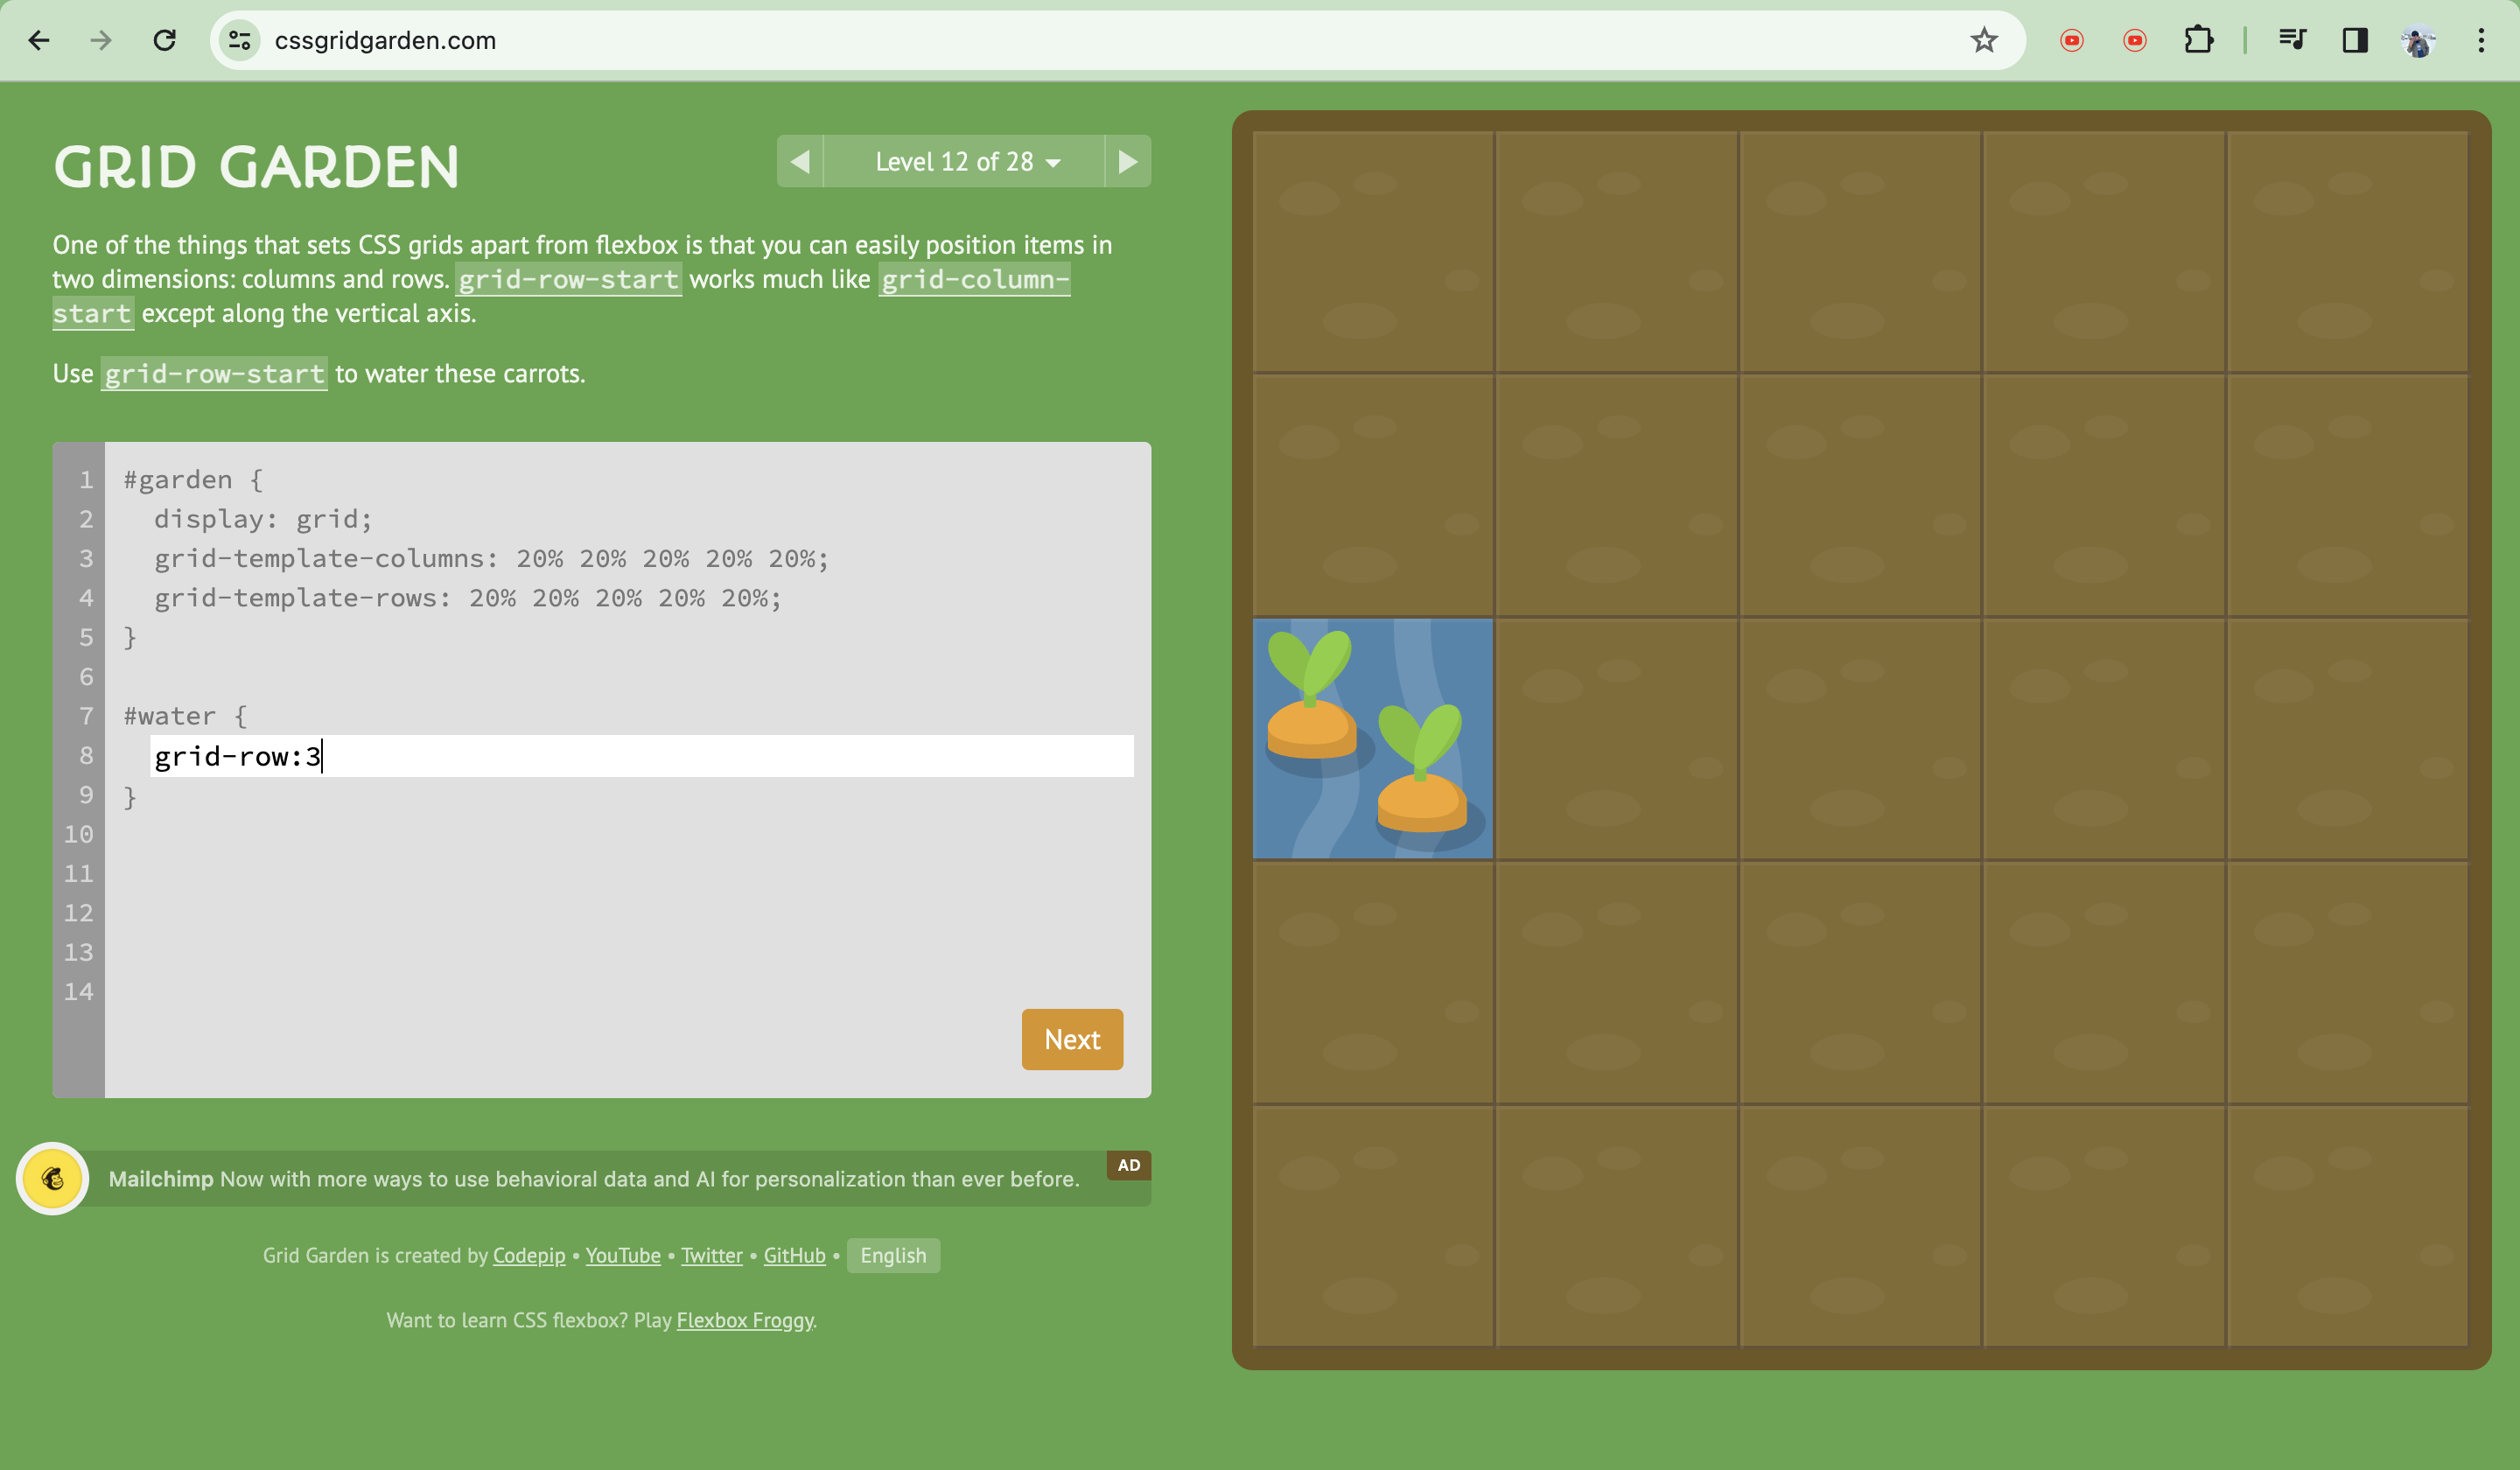 cssgridgarden.com
GRID GARDEN
Level 12 of 28
One of the things that sets CSS grids apart from flexbox is that you can easily position items in
two dimensions: columns and rows. grid-row-start works much like grid-column-
start except along the vertical axis.
Use grid-row-start to water these carrots.
1 #garden {
2 display: grid;
3 grid-template-columns: 20% 20% 20% 20% 20%;
4 grid-template-rows: 20% 20% 20% 20% 20%;
5 }
6
7 #water {
8 grid-row:3
9 }
10
11
12
13
14
Next
Mailchimp Now with more ways to use behavioral data and AI for personalization than ever before.
AD
Grid Garden is created by Codepip • YouTube • Twitter • GitHub • English
Want to learn CSS flexbox? Play Flexbox Froggy.